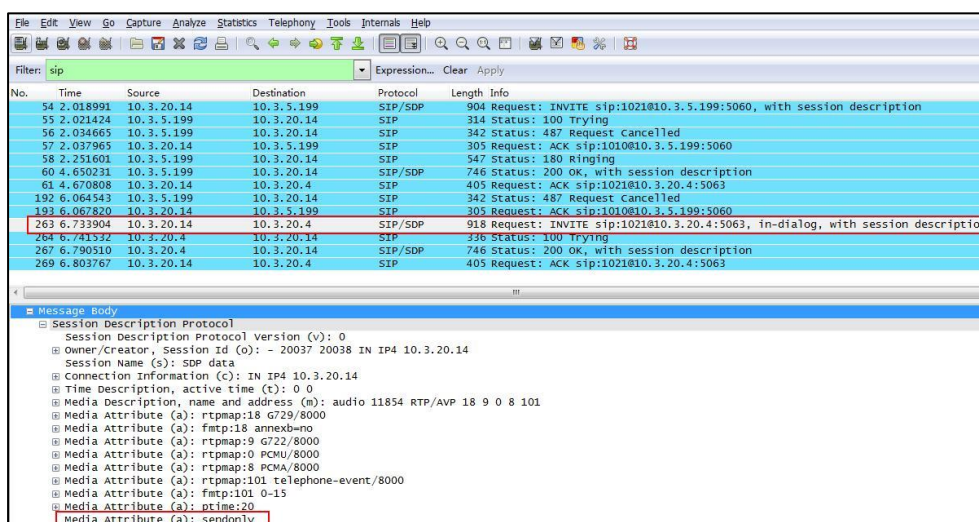 File Edit View Go Capture Analyze Statistics Telephony Tools Internals Help
Filter: sip Expression... Clear Apply
No. Time Source Destination Protocol Length Info
54 2.018991 10.3.20.14 10.3.5.199 SIP/SDP 904 Request: INVITE sip:1021@10.3.5.199:5060, with session description
55 2.021424 10.3.5.199 10.3.20.14 SIP 314 Status: 100 Trying
56 2.034665 10.3.5.199 10.3.20.14 SIP 342 Status: 487 Request Cancelled
57 2.037965 10.3.20.14 10.3.5.199 SIP 305 Request: ACK sip:1010@10.3.5.199:5060
58 2.251601 10.3.5.199 10.3.20.14 SIP 547 Status: 180 Ringing
60 4.650231 10.3.5.199 10.3.20.14 SIP/SDP 746 Status: 200 OK, with session description
61 4.670808 10.3.20.14 10.3.20.4 SIP 405 Request: ACK sip:1021@10.3.20.4:5063
192 6.064543 10.3.5.199 10.3.20.14 SIP 342 Status: 487 Request Cancelled
193 6.067820 10.3.20.14 10.3.5.199 SIP 305 Request: ACK sip:1010@10.3.5.199:5060
263 6.733904 10.3.20.14 10.3.20.4 SIP/SDP 918 Request: INVITE sip:1021@10.3.20.4:5063, in-dialog, with session descriptio
264 6.741532 10.3.20.4 10.3.20.14 SIP 336 Status: 100 Trying
267 6.790510 10.3.20.4 10.3.20.14 SIP/SDP 746 Status: 200 OK, with session description
269 6.803767 10.3.20.14 10.3.20.4 SIP 405 Request: ACK sip:1021@10.3.20.4:5063
Message Body
Session Description Protocol
Session Description Protocol Version (v): 0
Owner/Creator, Session Id (o): - 20037 20038 IN IP4 10.3.20.14
Session Name (s): SDP data
Connection Information (c): IN IP4 10.3.20.14
Time Description, active time (t): 0 0
Media Description, name and address (m): audio 11854 RTP/AVP 18 9 0 8 101
Media Attribute (a): rtpmap:18 G729/8000
Media Attribute (a): fmtp:18 annexb=no
Media Attribute (a): rtpmap:9 G722/8000
Media Attribute (a): rtpmap:0 PCMU/8000
Media Attribute (a): rtpmap:8 PCMA/8000
Media Attribute (a): rtpmap:101 telephone-event/8000
Media Attribute (a): fmtp:101 0-15
Media Attribute (a): ptime:20
Media Attribute (a): sendonly